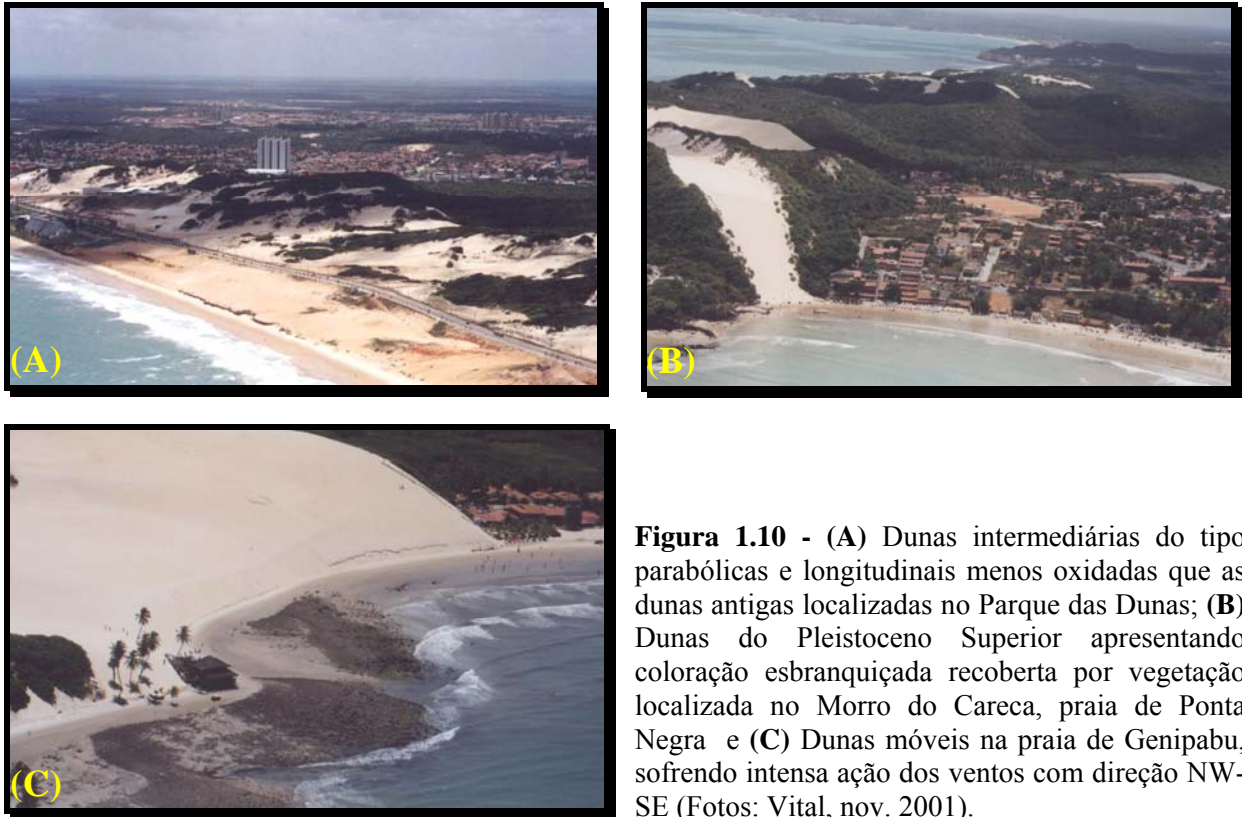 (A)
(B)
(C)
Figura 1.10 - (A) Dunas intermediárias do tipo
parabólicas e longitudinais menos oxidadas que as
dunas antigas localizadas no Parque das Dunas; (B)
Dunas do Pleistoceno Superior apresentando
coloração esbranquiçada recoberta por vegetação
localizada no Morro do Careca, praia de Ponta
Negra e (C) Dunas móveis na praia de Genipabu,
sofrendo intensa ação dos ventos com direção NW-
SE (Fotos: Vital, nov. 2001).